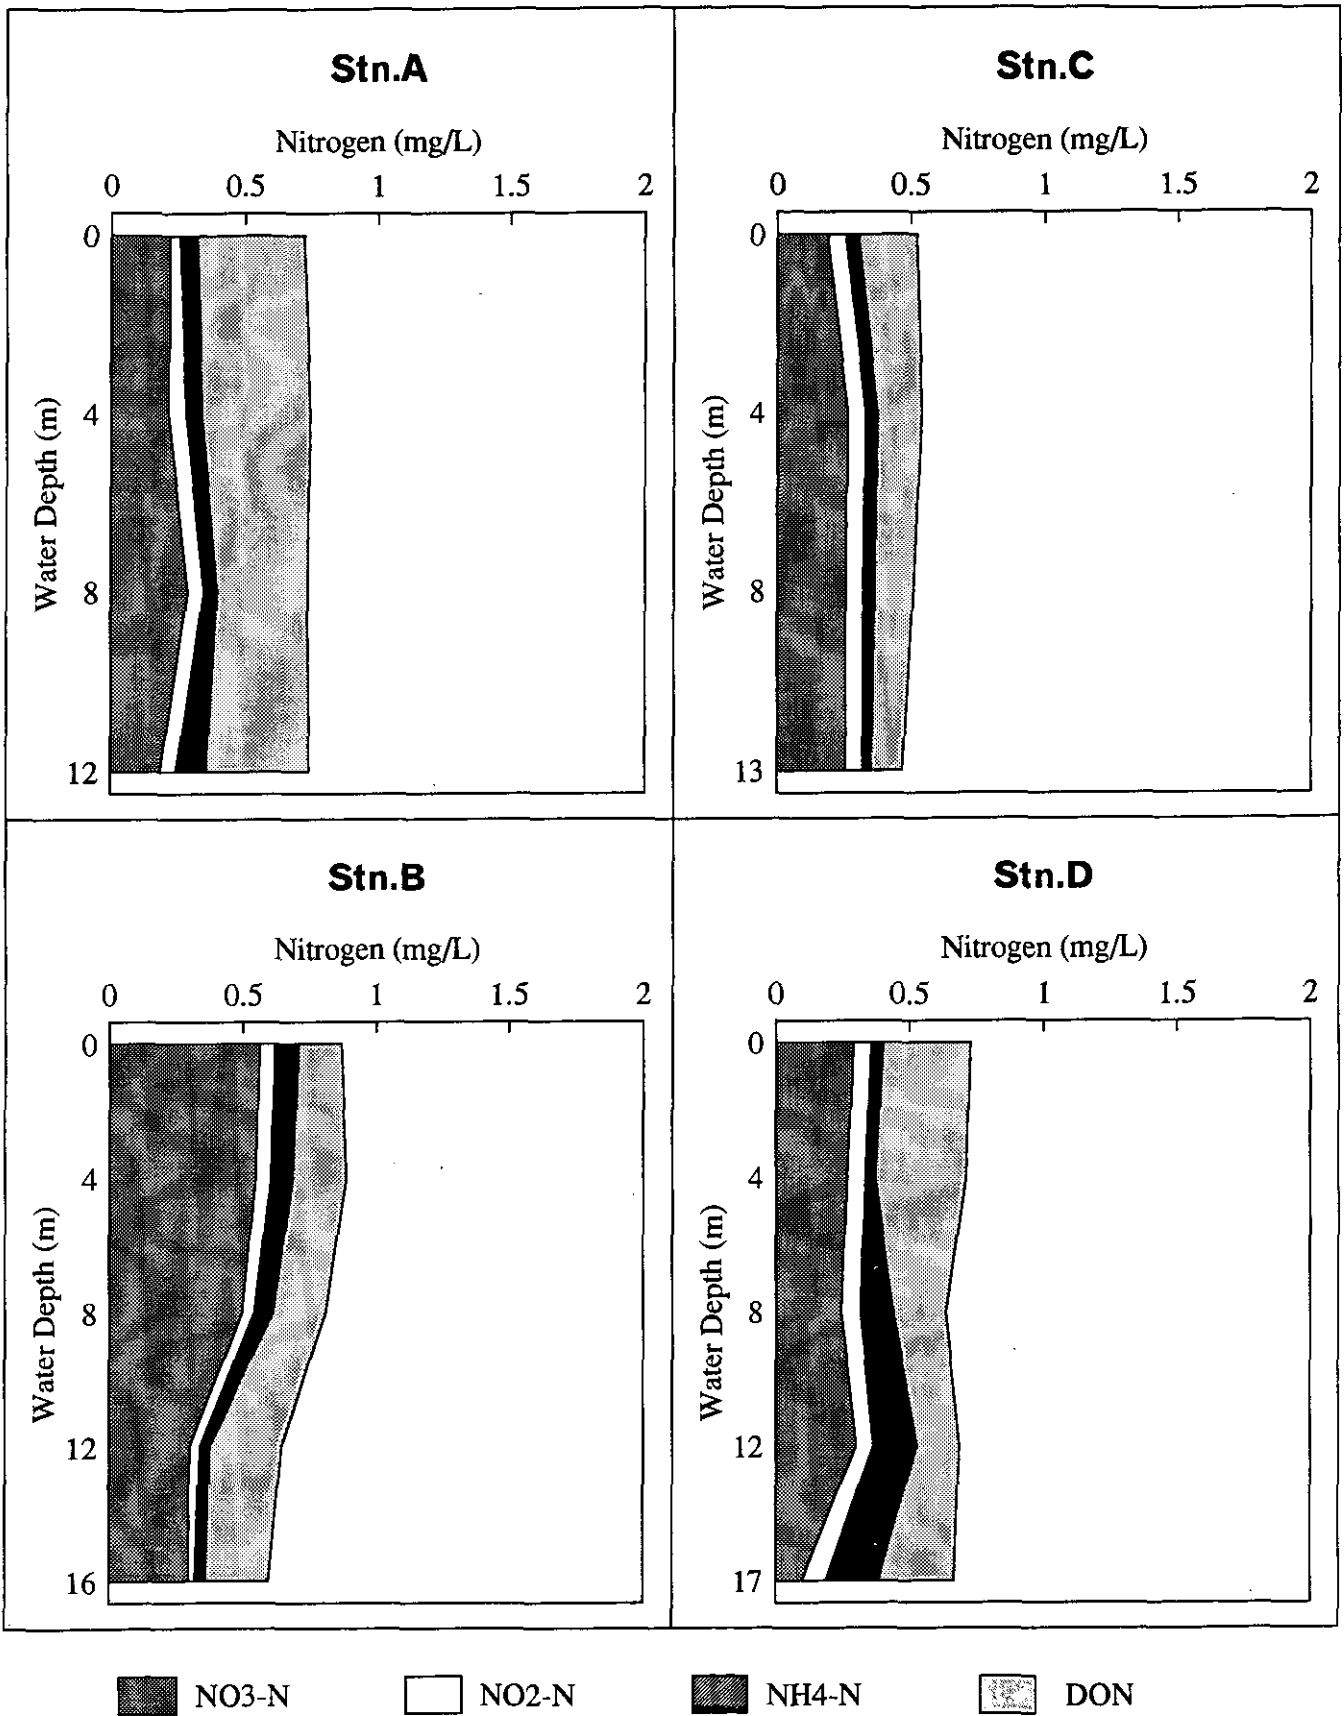 Stn.A
Nitrogen (mg/L)
0 0.5 1 1.5 2
0
4
8
12
Water Depth (m)
Stn.C
Nitrogen (mg/L)
0 0.5 1 1.5 2
0
4
8
13
Water Depth (m)
Stn.B
Nitrogen (mg/L)
0 0.5 1 1.5 2
0
4
8
12
16
Water Depth (m)
Stn.D
Nitrogen (mg/L)
0 0.5 1 1.5 2
0
4
8
12
17
Water Depth (m)
NO3-N NO2-N NH4-N DON